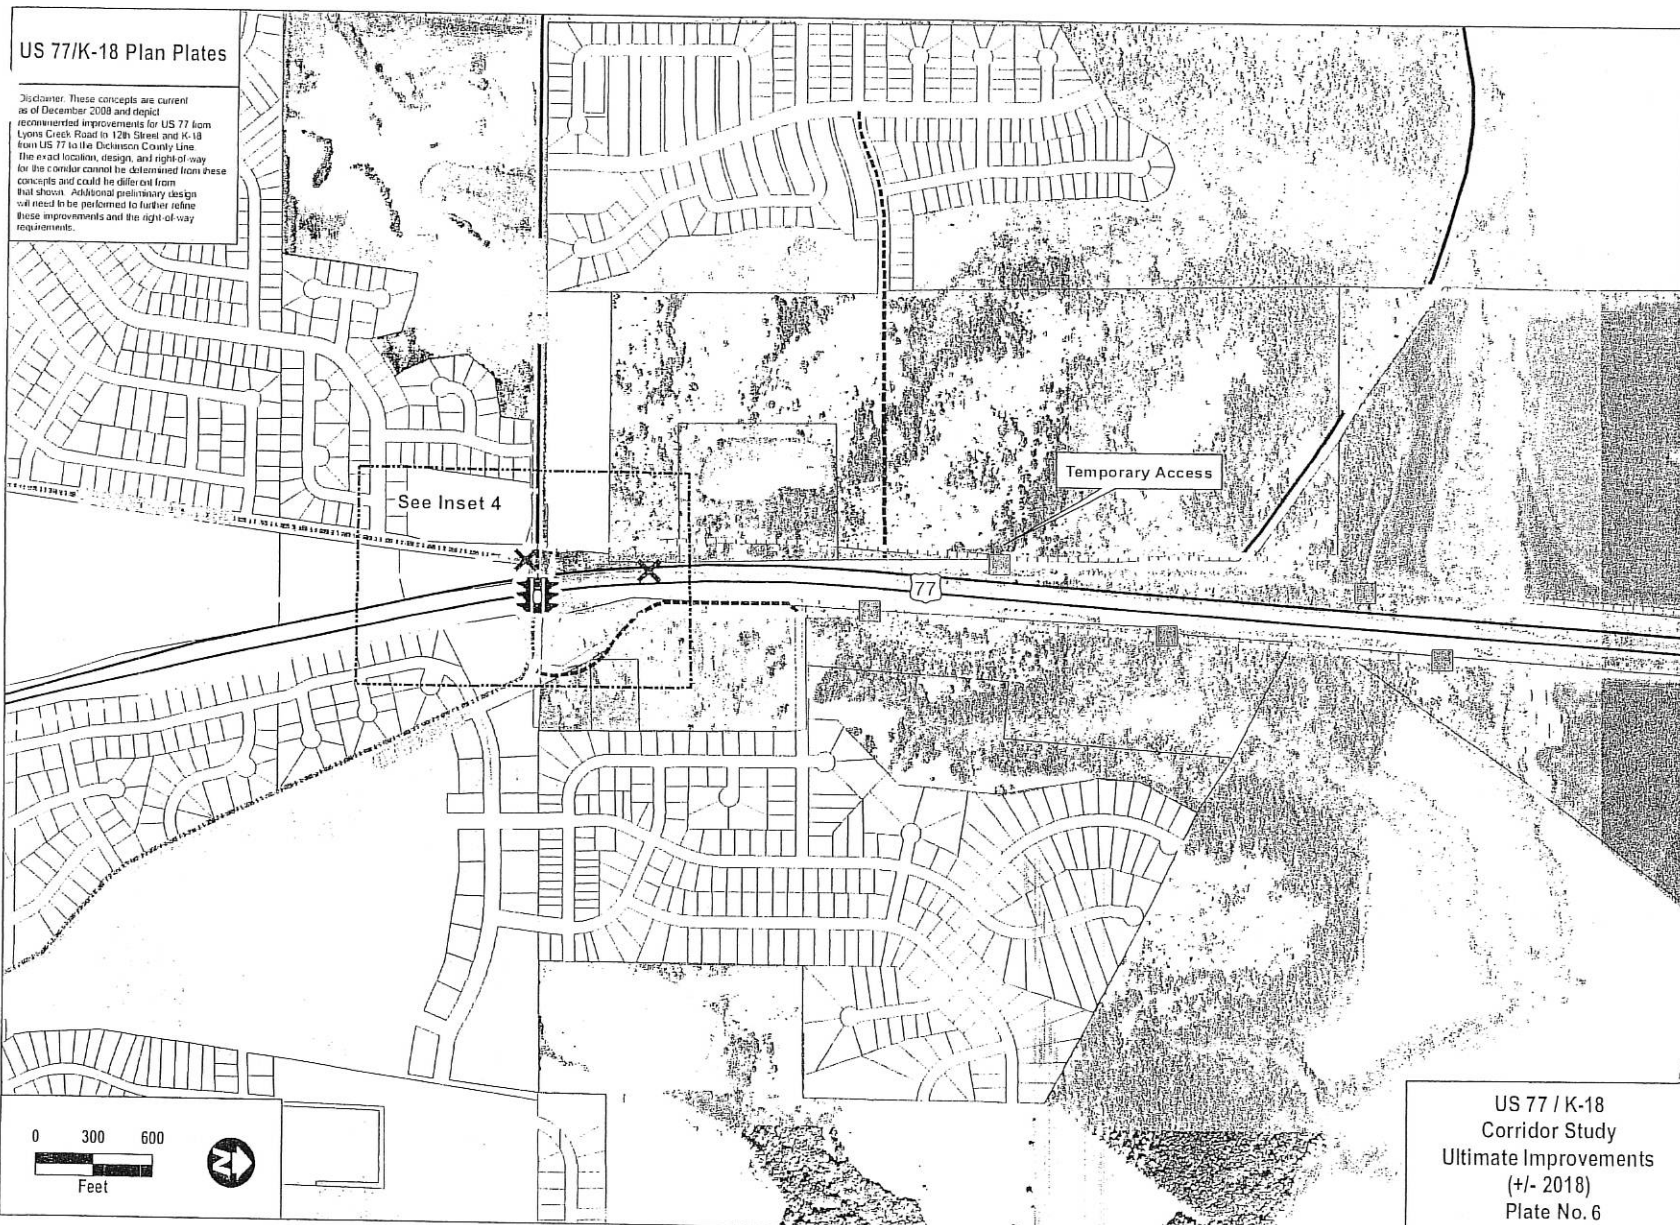 US 77/K-18 Plan Plates
Disclaimer. These concepts are current
as of December 2008 and depict
recommended improvements for US 77 from
Lyons Creek Road to 12th Street and K-18
from US 77 to the Dickinson County Line.
The exact location, design, and right-of-way
for the corridor cannot be determined from these
concepts and could be different from
that shown. Additional preliminary design
will need to be performed to further refine
these improvements and the right-of-way
requirements.
Temporary Access
See Inset 4
77
0 300 600
Feet
N
US 77 / K-18
Corridor Study
Ultimate Improvements
(+/- 2018)
Plate No. 6